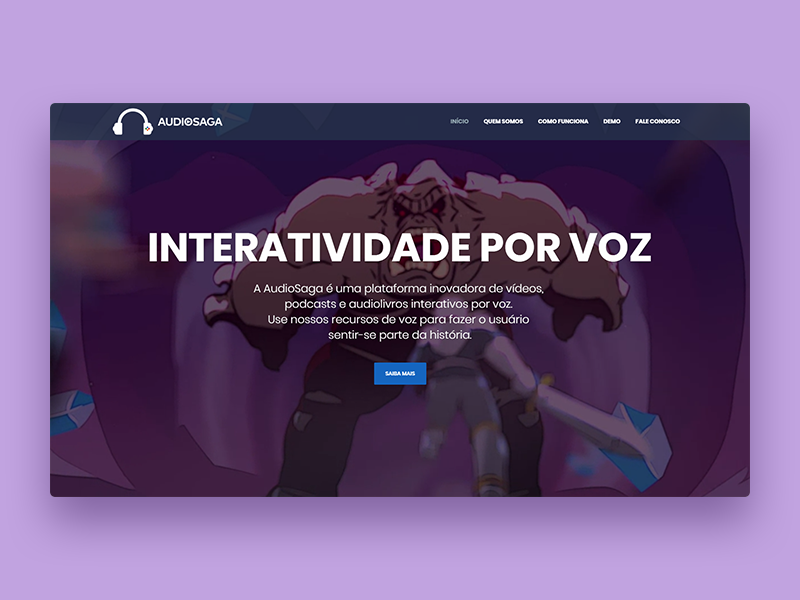 AUDIOSAGA
INÍCIO QUEM SOMOS COMO FUNCIONA DEMO FALE CONOSCO
INTERATIVIDADE POR VOZ
A AudioSaga é uma plataforma inovadora de vídeos,
podcasts e audiolivros interativos por voz.
Use nossos recursos de voz para fazer o usuário
sentir-se parte da história.
SAIBA MAIS